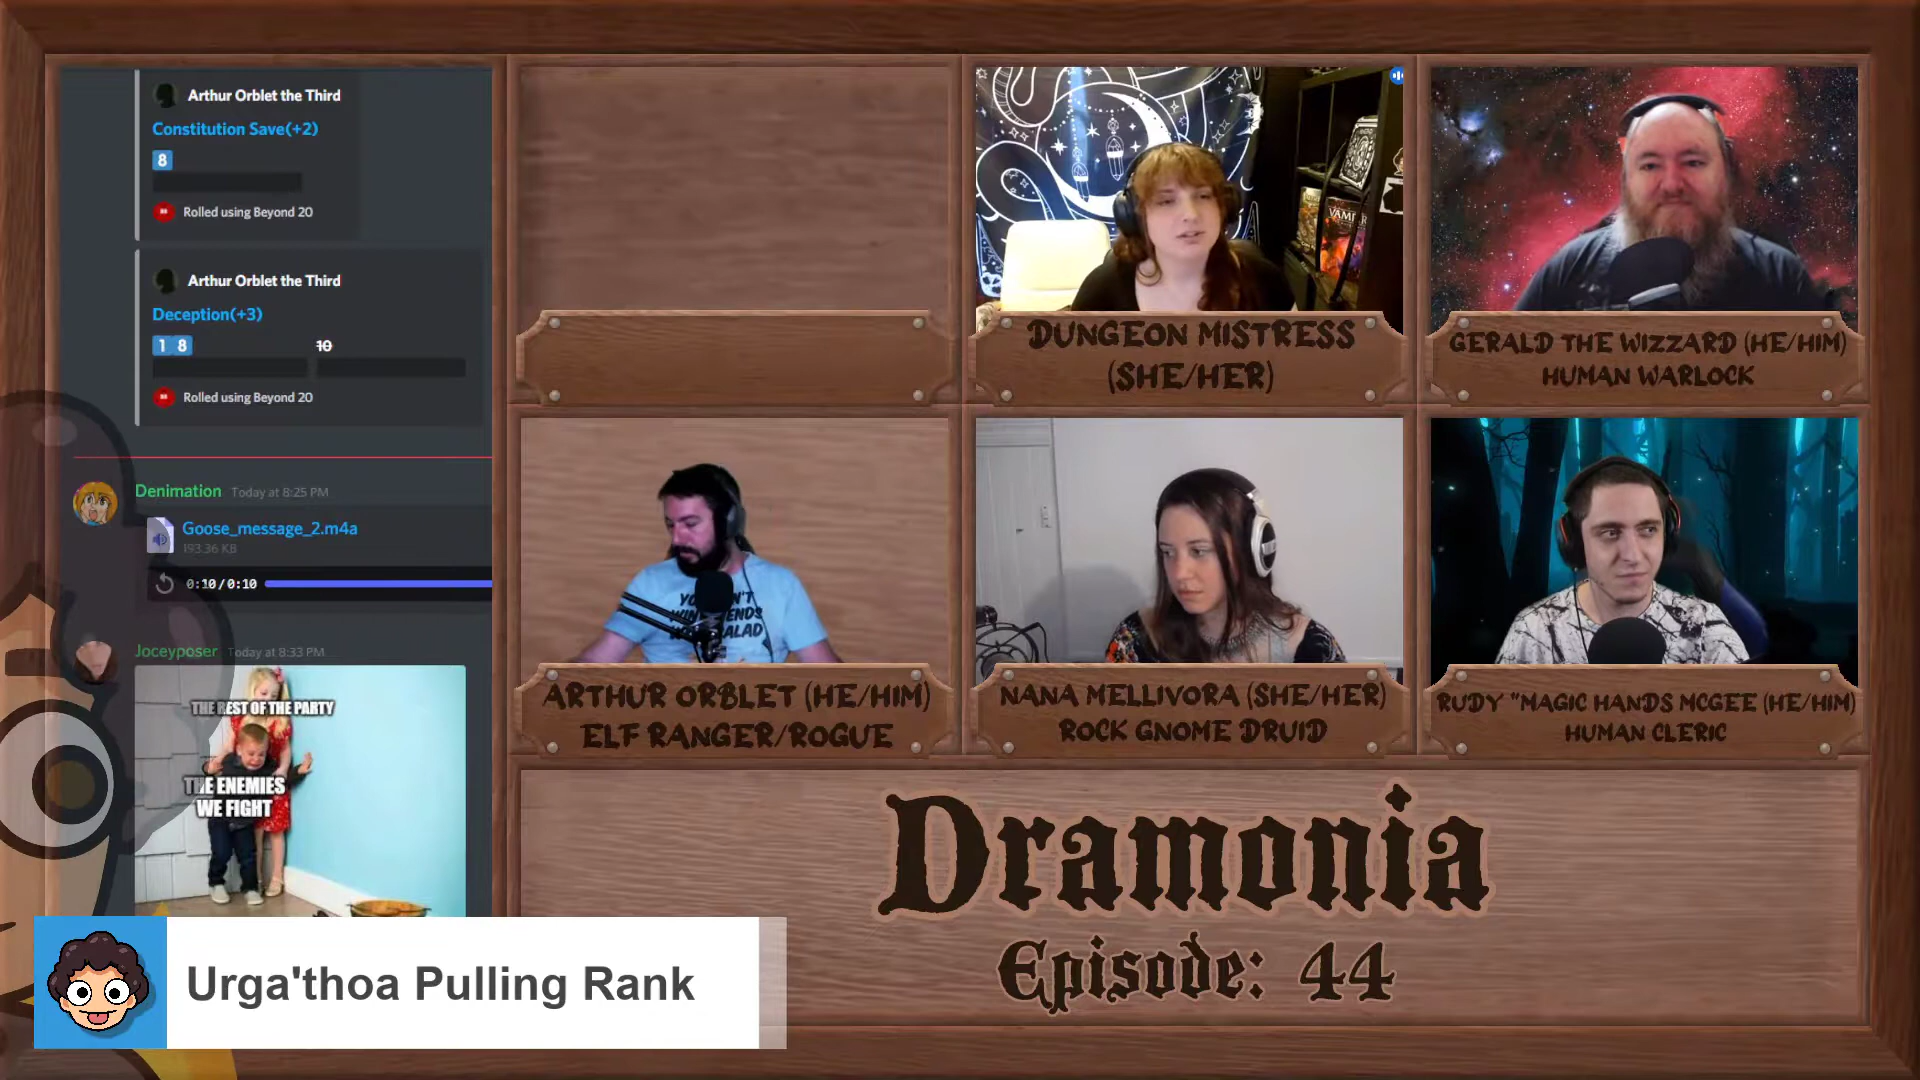 Arthur Orblet the Third
Constitution Save(+2)
8
Rolled using Beyond 20
Arthur Orblet the Third
Deception(+3)
18 10
Rolled using Beyond 20
Denimation Today at 8:25 PM
Goose_message_2.m4a
193.36 KB
0:10/0:10
Joceyposer Today at 8:33 PM
THE REST OF THE PARTY
THE ENEMIES
WE FIGHT
DUNGEON MISTRESS
(SHE/HER)
GERALD THE WIZZARD (HE/HIM)
HUMAN WARLOCK
ARTHUR ORBLET (HE/HIM)
ELF RANGER/ROGUE
NANA MELLIVORA (SHE/HER)
ROCK GNOME DRUID
RUDY "MAGIC HANDS MCGEE (HE/HIM)
HUMAN CLERIC
Dramonia
Episode: 44
Urga'thoa Pulling Rank